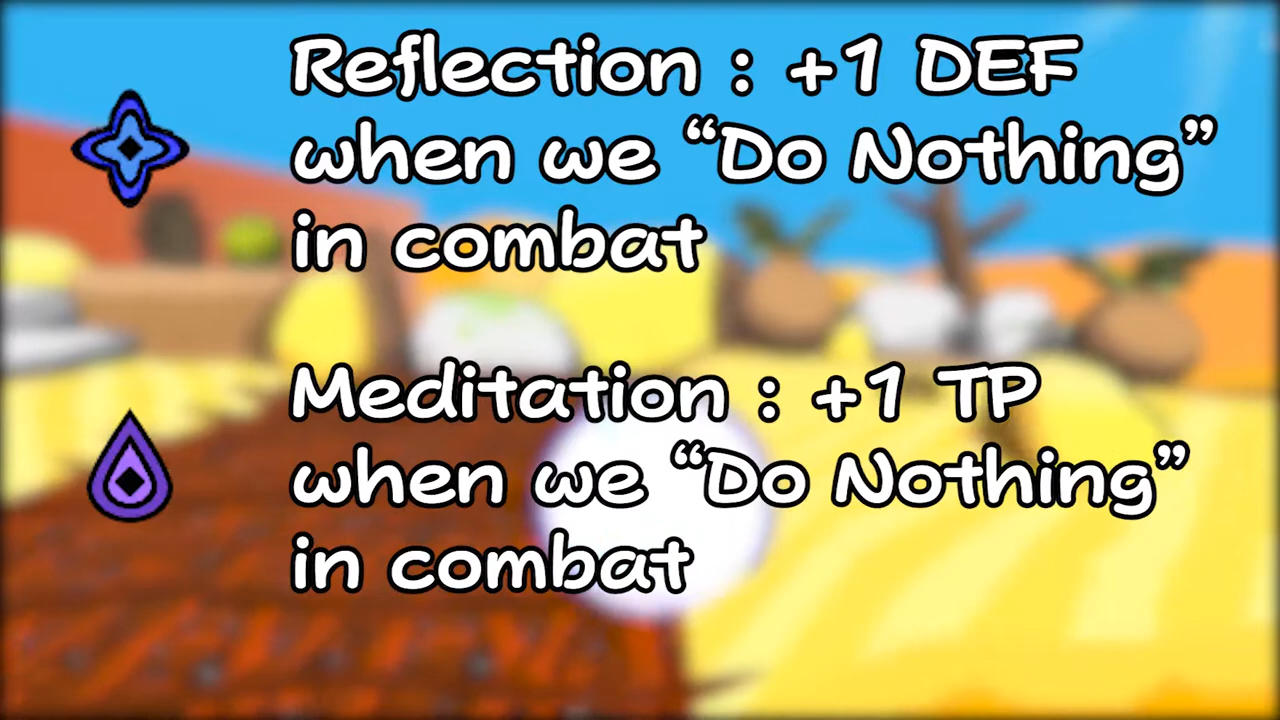 Reflection : +1 DEF
when we “Do Nothing”
in combat
Meditation : +1 TP
when we “Do Nothing”
in combat